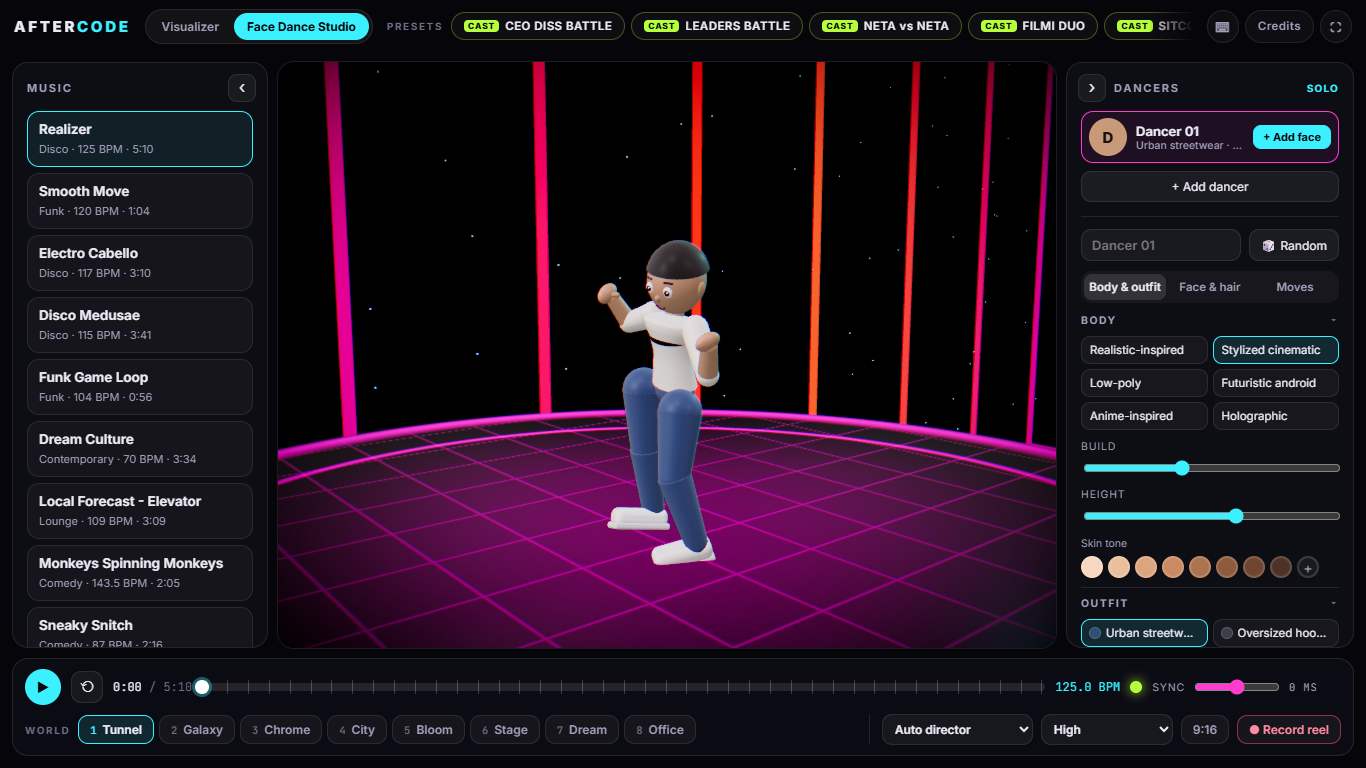 AFTERCODE
Visualizer
Face Dance Studio
PRESETS
CAST CEO DISS BATTLE
CAST LEADERS BATTLE
CAST NETA vs NETA
CAST FILMI DUO
CAST
Credits
MUSIC
Realizer
Disco · 125 BPM · 5:10
Smooth Move
Funk · 120 BPM · 1:04
Electro Cabello
Disco · 117 BPM · 3:10
Disco Medusae
Disco · 115 BPM · 3:41
Funk Game Loop
Funk · 104 BPM · 0:56
Dream Culture
Contemporary · 70 BPM · 3:34
Local Forecast - Elevator
Lounge · 109 BPM · 3:09
Monkeys Spinning Monkeys
Comedy · 143.5 BPM · 2:05
Sneaky Snitch
Comedy · 87 BPM · 2:16
DANCERS
SOLO
D
Dancer 01
Urban streetwear · ...
+ Add face
+ Add dancer
Dancer 01
Random
Body & outfit
Face & hair
Moves
BODY
Realistic-inspired
Stylized cinematic
Low-poly
Futuristic android
Anime-inspired
Holographic
BUILD
HEIGHT
Skin tone
+
OUTFIT
Urban streetw...
Oversized hoo...
0:00 / 5:10
125.0 BPM
SYNC
0 MS
WORLD
1 Tunnel
2 Galaxy
3 Chrome
4 City
5 Bloom
6 Stage
7 Dream
8 Office
Auto director
High
9:16
Record reel